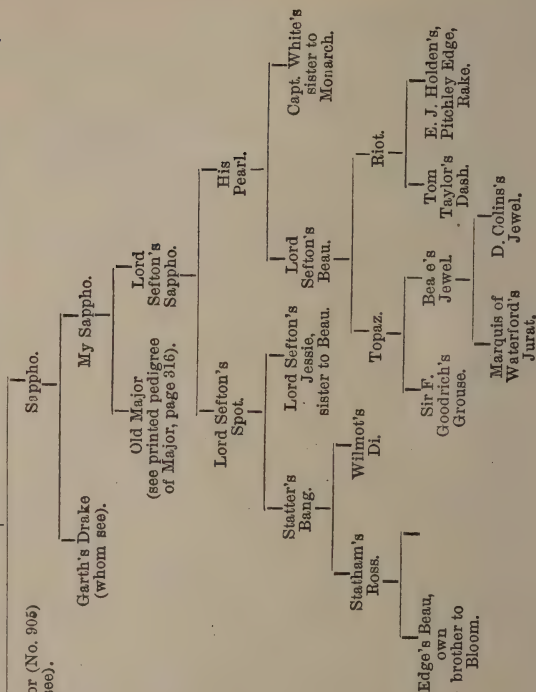 Sappho.
or (No. 905)
see).
Garth's Drake
(whom see).
My Sappho.
Old Major
(see printed pedigree
of Major, page 316).
Lord
Sefton's
Sappho.
Lord Sefton's
Spot.
His
Pearl.
Statter's
Bang.
Lord Sefton's
Jessie,
sister to Beau.
Lord
Sefton's
Beau.
Capt. White's
sister to
Monarch.
Statham's
Ross.
Wilmot's
Di.
Topaz.
Riot.
Edge's Beau,
own
brother to
Bloom.
Sir F.
Goodrich's
Grouse.
Bea e's
Jewel.
Tom
Taylor's
Dash.
E. J. Holden's,
Pitchley Edge,
Rake.
Marquis of
Waterford's
Jurat.
D. Colins's
Jewel.